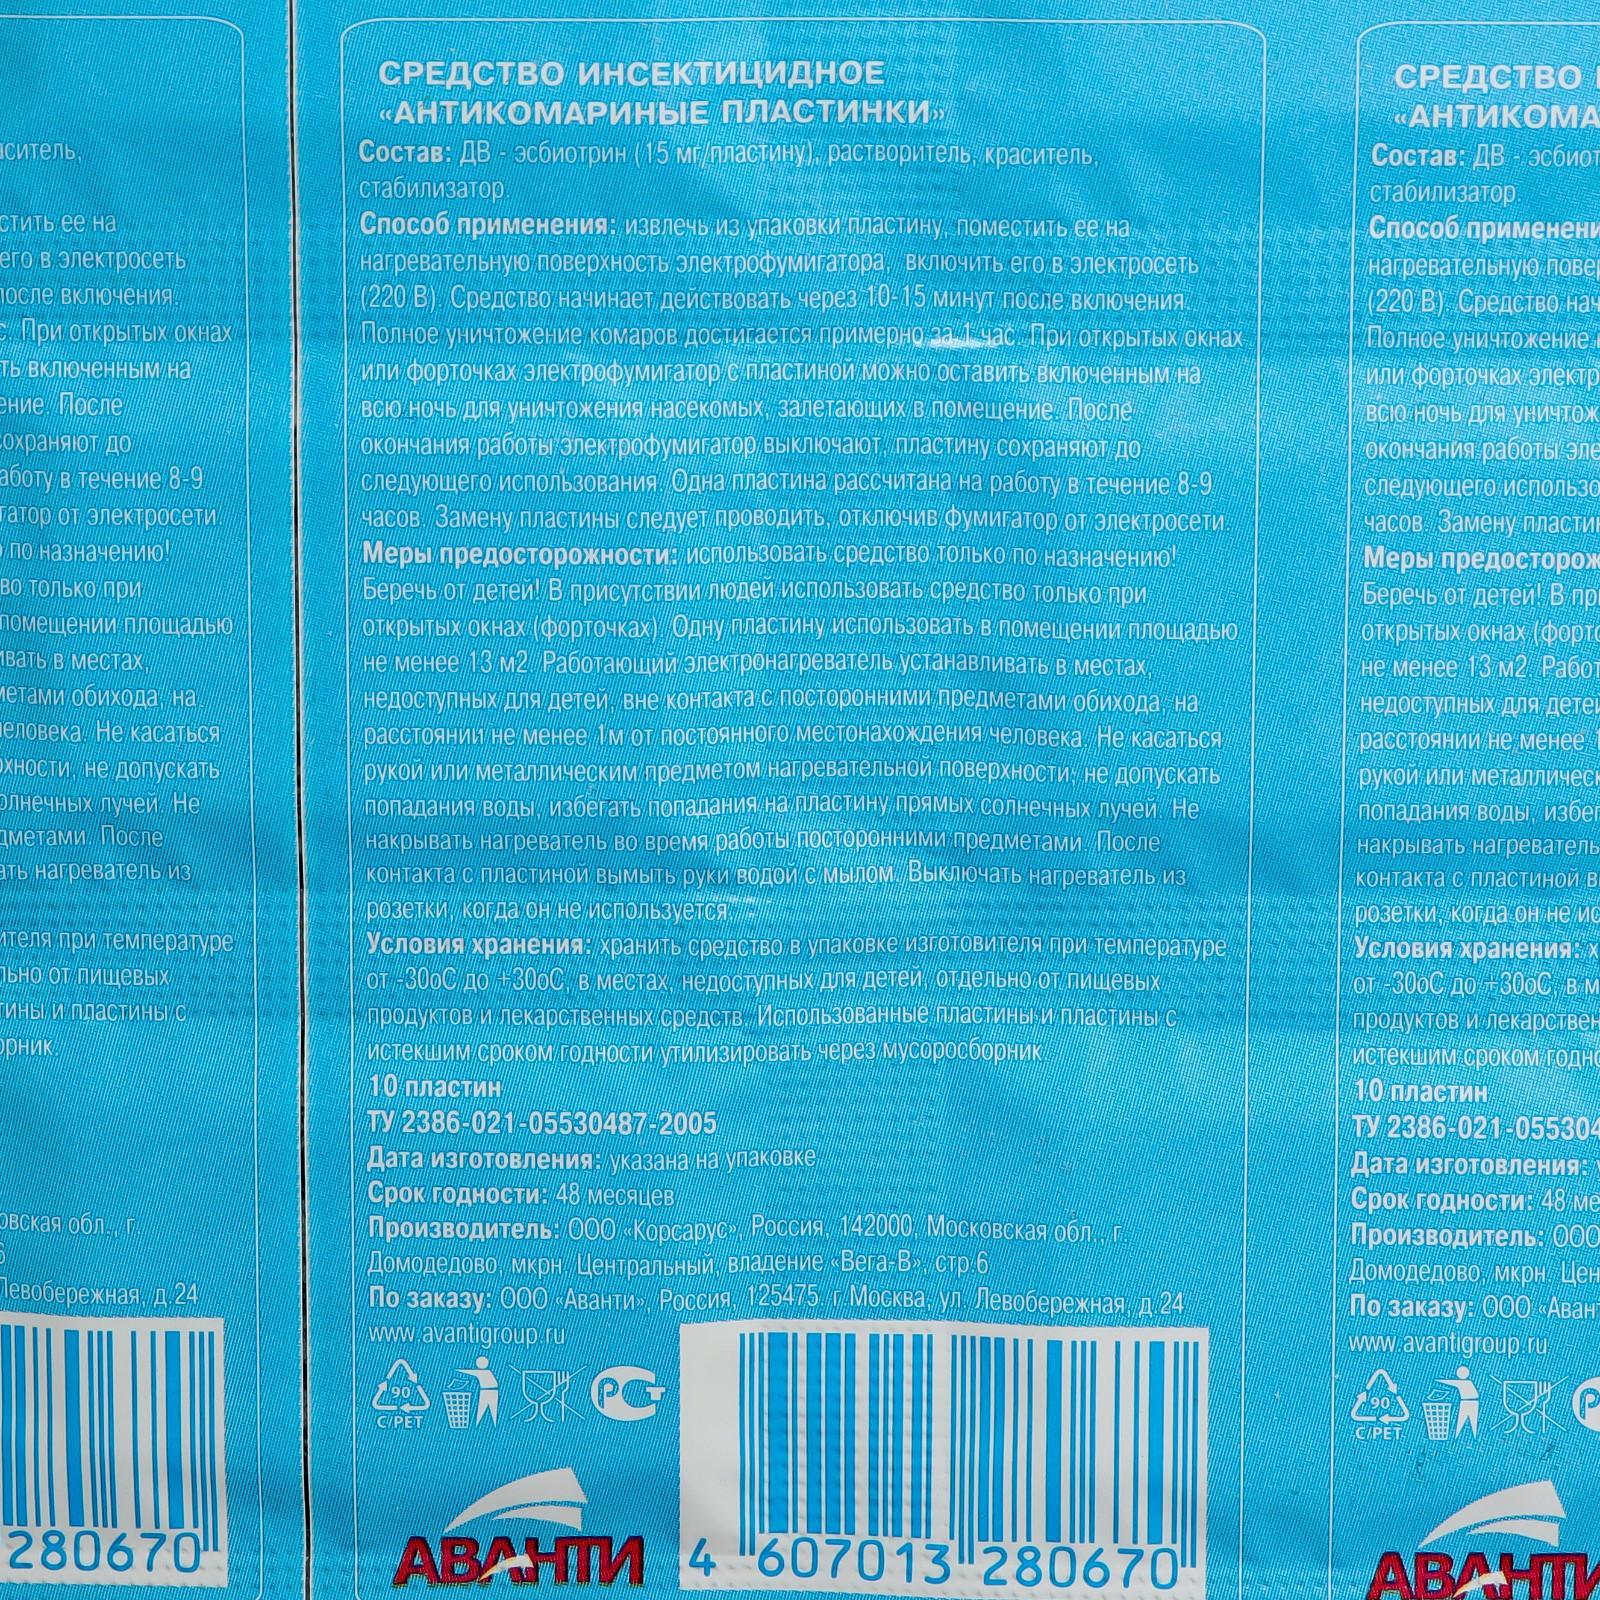 СРЕДСТВО ИНСЕКТИЦИДНОЕ
«АНТИКОМАРИНЫЕ ПЛАСТИНКИ»
Состав: ДВ - эсбиотрин (15 мг/пластину), растворитель, краситель,
стабилизатор.
Способ применения: извлечь из упаковки пластину, поместить ее на
нагревательную поверхность электрофумигатора, включить его в электросеть
(220 В). Средство начинает действовать через 10-15 минут после включения.
Полное уничтожение комаров достигается примерно за 1 час. При открытых окнах
или форточках электрофумигатор с пластиной можно оставить включенным на
всю ночь для уничтожения насекомых, залетающих в помещение. После
окончания работы электрофумигатор выключают, пластину сохраняют до
следующего использования. Одна пластина рассчитана на работу в течение 8-9
часов. Замену пластины следует проводить, отключив фумигатор от электросети.
Меры предосторожности: использовать средство только по назначению!
Беречь от детей! В присутствии людей использовать средство только при
открытых окнах (форточках). Одну пластину использовать в помещении площадью
не менее 13 м2. Работающий электронагреватель устанавливать в местах,
недоступных для детей, вне контакта с посторонними предметами обихода, на
расстоянии не менее 1м от постоянного местонахождения человека. Не касаться
рукой или металлическим предметом нагревательной поверхности, не допускать
попадания воды, избегать попадания на пластину прямых солнечных лучей. Не
накрывать нагреватель во время работы посторонними предметами. После
контакта с пластиной вымыть руки водой с мылом. Выключать нагреватель из
розетки, когда он не используется.
Условия хранения: хранить средство в упаковке изготовителя при температуре
от -30оС до +30оС, в местах, недоступных для детей, отдельно от пищевых
продуктов и лекарственных средств. Использованные пластины и пластины с
истекшим сроком годности утилизировать через мусоросборник.
10 пластин
ТУ 2386-021-05530487-2005
Дата изготовления: указана на упаковке
Срок годности: 48 месяцев
Производитель: ООО «Корсарус», Россия, 142000, Московская обл., г.
Домодедово, мкрн. Центральный, владение «Вега-В», стр.6
По заказу: ООО «Аванти», Россия, 125475. г.Москва, ул. Левобережная, д.24
www.avantigroup.ru
90
C/PET
РСТ
АВАНТИ
4 607013 280670